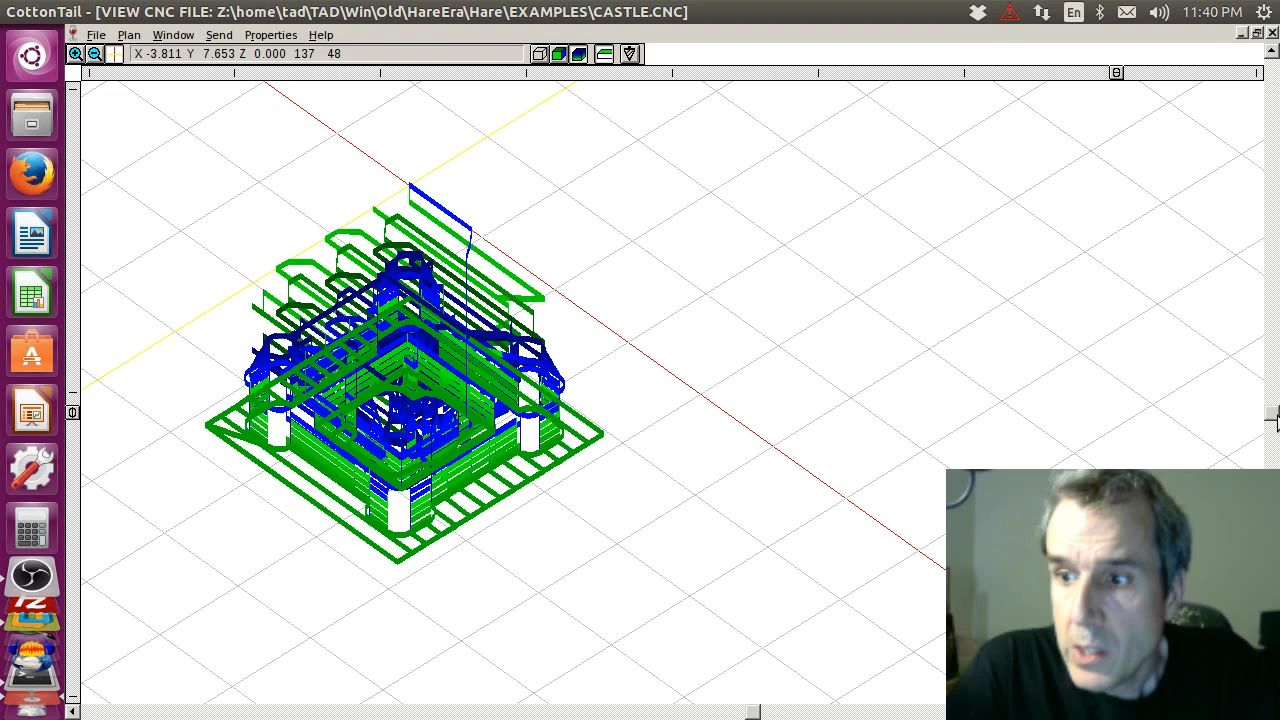 CottonTail - [VIEW CNC FILE: Z:\home\tad\TAD\Win\Old\HareEra\Hare\EXAMPLES\CASTLE.CNC]
En
11:40 PM
File Plan Window Send Properties Help
X -3.811 Y 7.653 Z 0.000 137 48